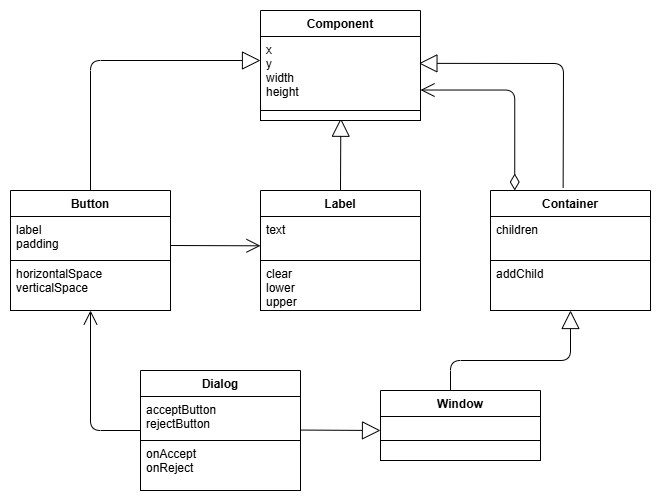 Component
x
y
width
height
Button
label
padding
horizontalSpace
verticalSpace
Label
text
clear
lower
upper
Container
children
addChild
Dialog
acceptButton
rejectButton
onAccept
onReject
Window